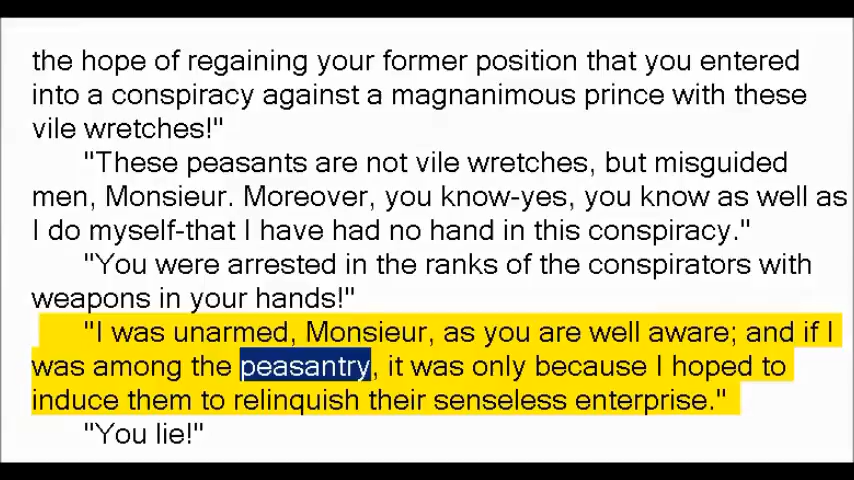 the hope of regaining your former position that you entered
into a conspiracy against a magnanimous prince with these
vile wretches!"
"These peasants are not vile wretches, but misguided
men, Monsieur. Moreover, you know-yes, you know as well as
I do myself-that I have had no hand in this conspiracy."
"You were arrested in the ranks of the conspirators with
weapons in your hands!"
"I was unarmed, Monsieur, as you are well aware; and if I
was among the peasantry, it was only because I hoped to
induce them to relinquish their senseless enterprise."
"You lie!"